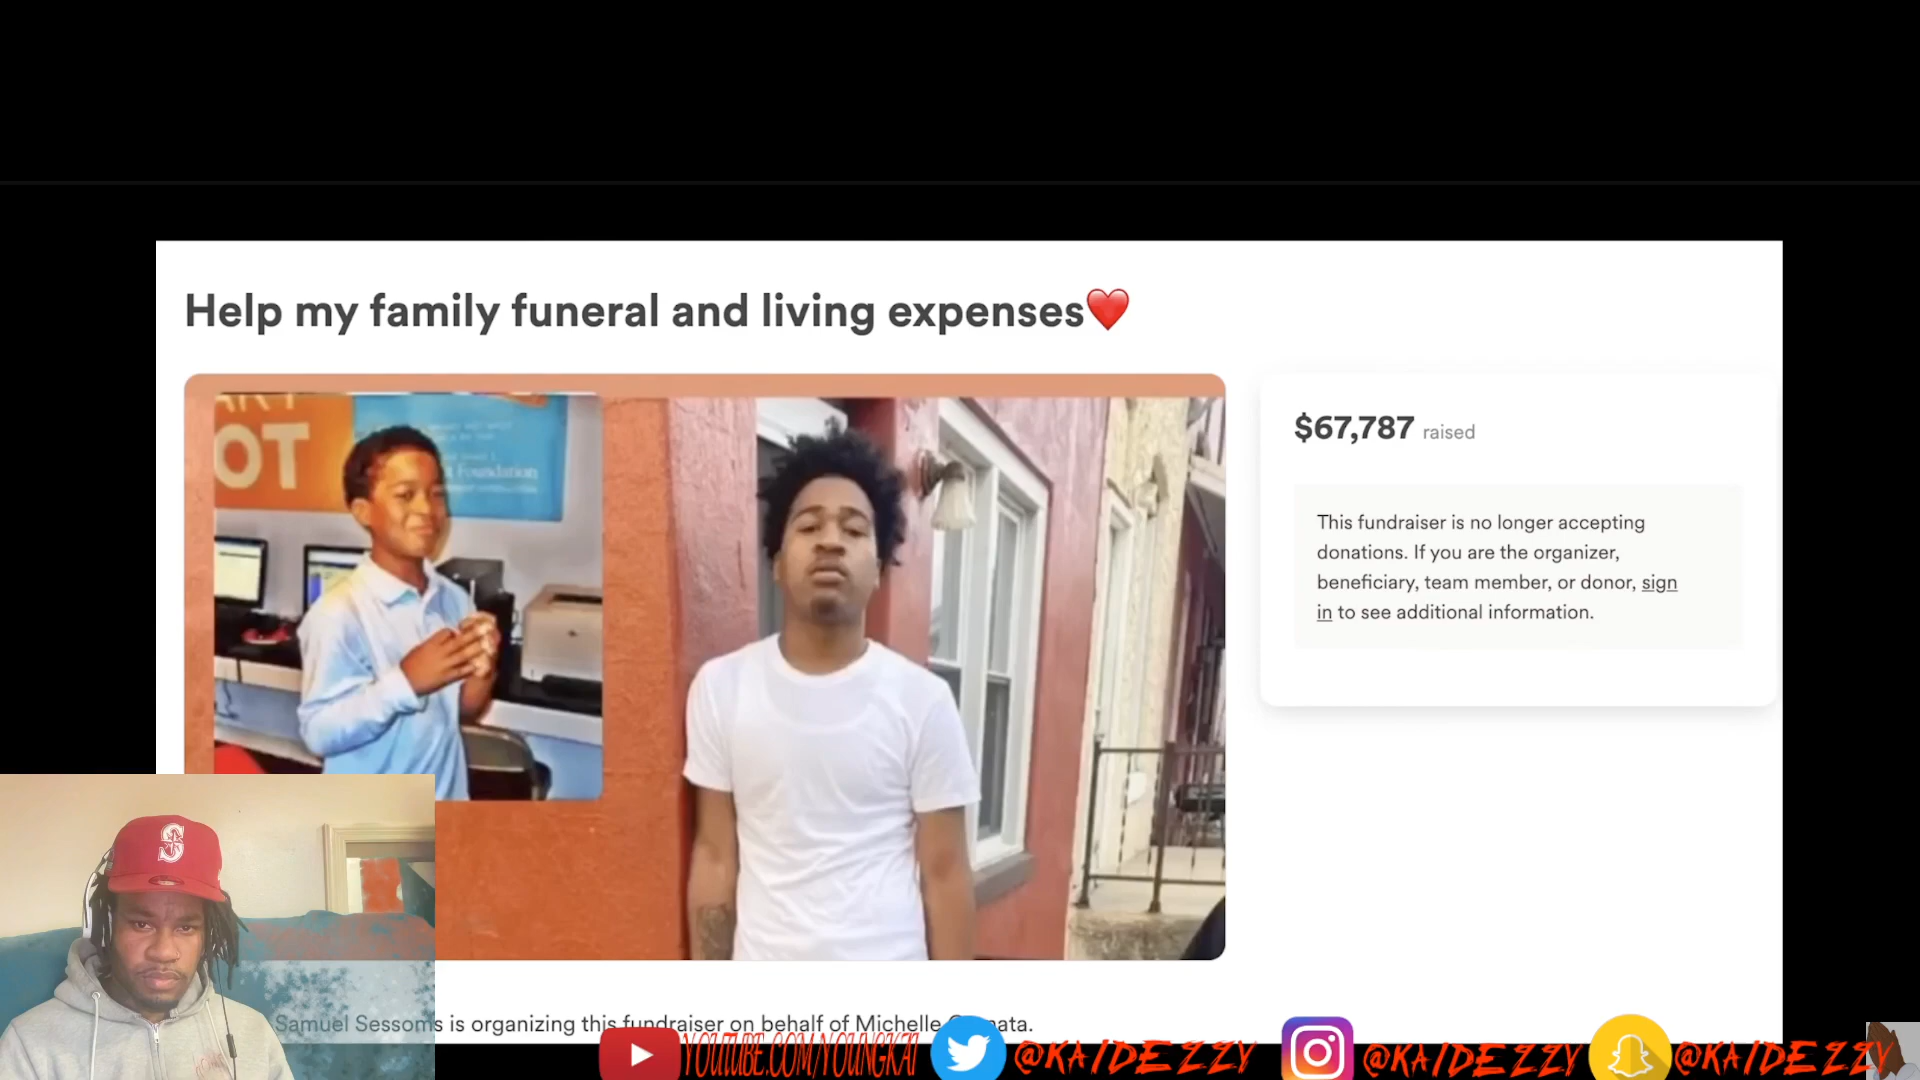 Help my family funeral and living expenses❤️
OT
Foundation
$67,787 raised
This fundraiser is no longer accepting
donations. If you are the organizer,
beneficiary, team member, or donor, sign
in to see additional information.
S
Samuel Sessoms is organizing this fundraiser on behalf of Michelle
YOUTUBE.COM/YOUNGKAI
@KAIDEZZY
@KAIDEZZY
@KAIDEZZY